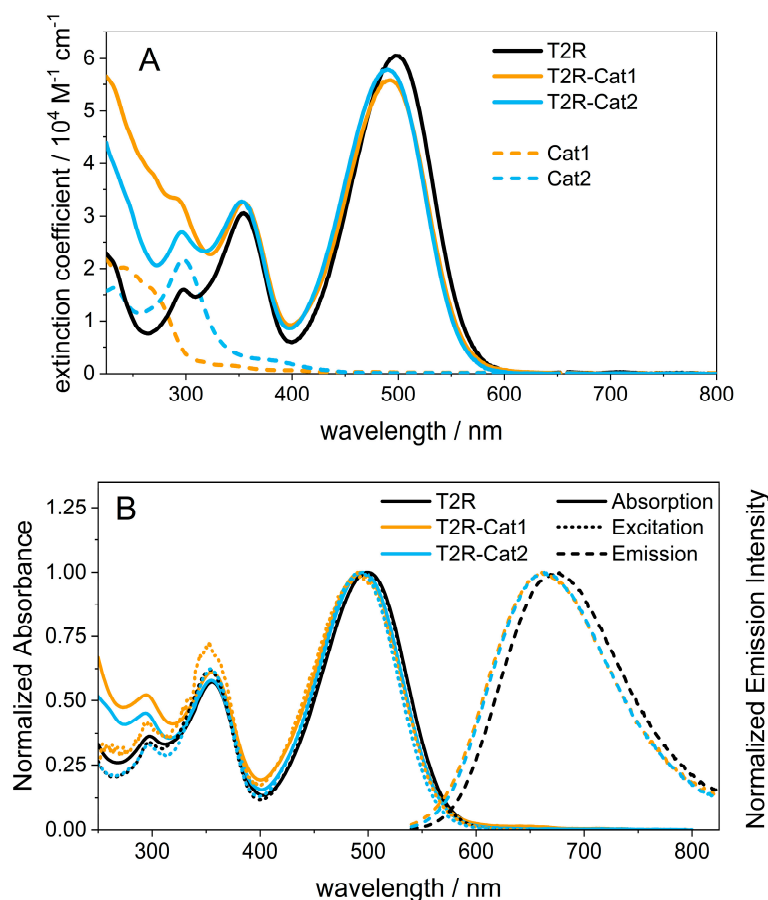 A
T2R
T2R-Cat1
T2R-Cat2
Cat1
Cat2
extinction coefficient / 10⁴ M⁻¹ cm⁻¹
6
5
4
3
2
1
0
300 400 500 600 700 800
wavelength / nm
B
T2R
T2R-Cat1
T2R-Cat2
Absorption
Excitation
Emission
Normalized Absorbance
Normalized Emission Intensity
1.25
1.00
0.75
0.50
0.25
0.00
300 400 500 600 700 800
wavelength / nm